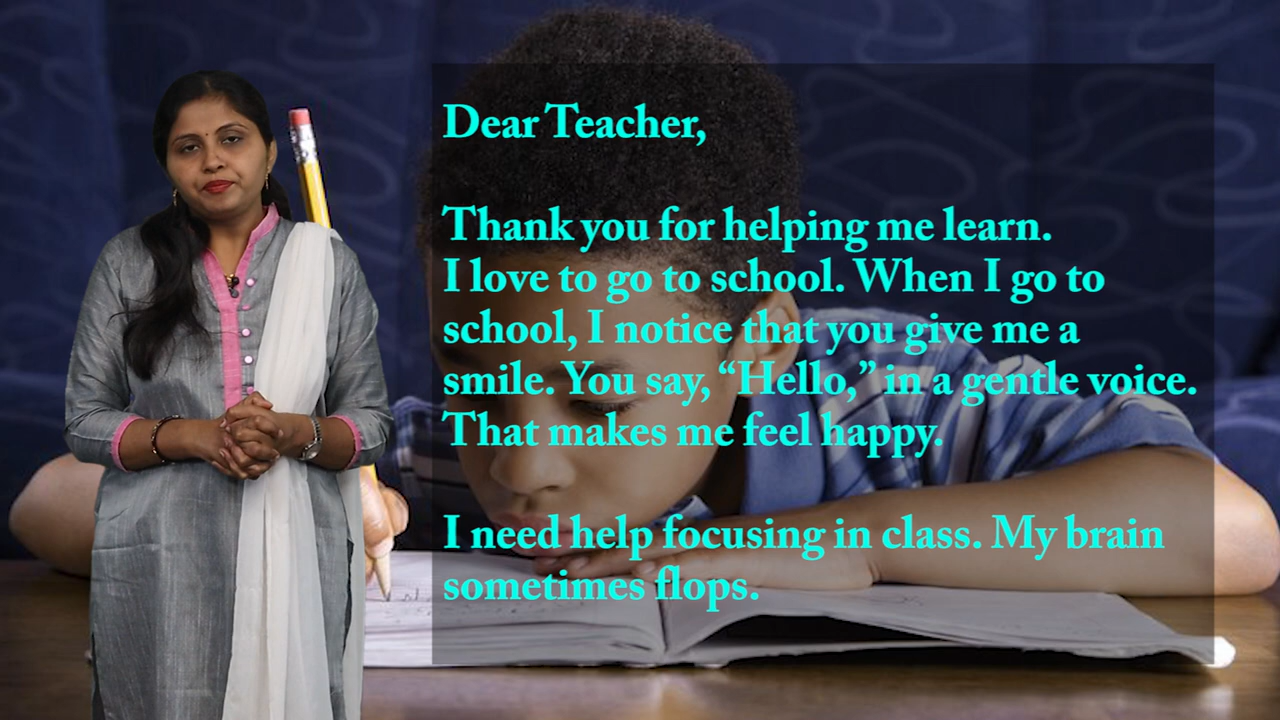 Dear Teacher,
Thank you for helping me learn.
I love to go to school. When I go to
school, I notice that you give me a
smile. You say, “Hello,” in a gentle voice.
That makes me feel happy.
I need help focusing in class. My brain
sometimes flops.